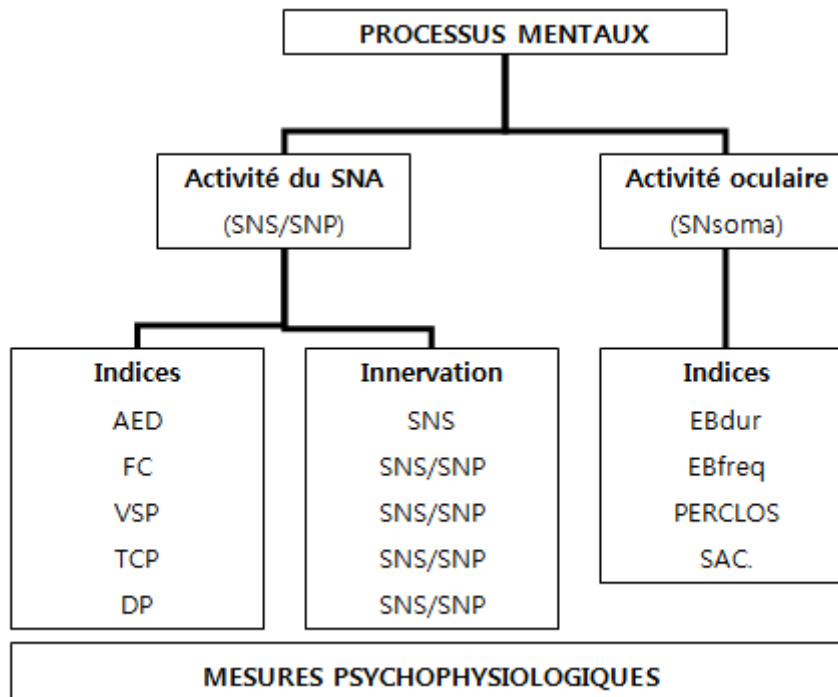 PROCESSUS MENTAUX
Activité du SNA
(SNS/SNP)
Activité oculaire
(SNsoma)
Indices
AED
FC
VSP
TCP
DP
Innervation
SNS
SNS/SNP
SNS/SNP
SNS/SNP
SNS/SNP
Indices
EBdur
EBfreq
PERCLOS
SAC.
MESURES PSYCHOPHYSIOLOGIQUES